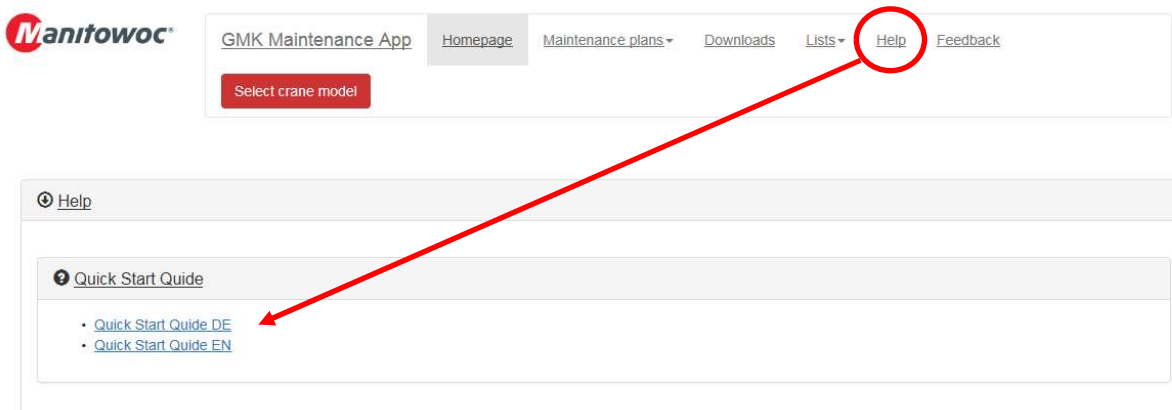 Manitowoc®
GMK Maintenance App Homepage Maintenance plans Downloads Lists Help Feedback
Select crane model
Help
Quick Start Quide
Quick Start Quide DE
Quick Start Quide EN